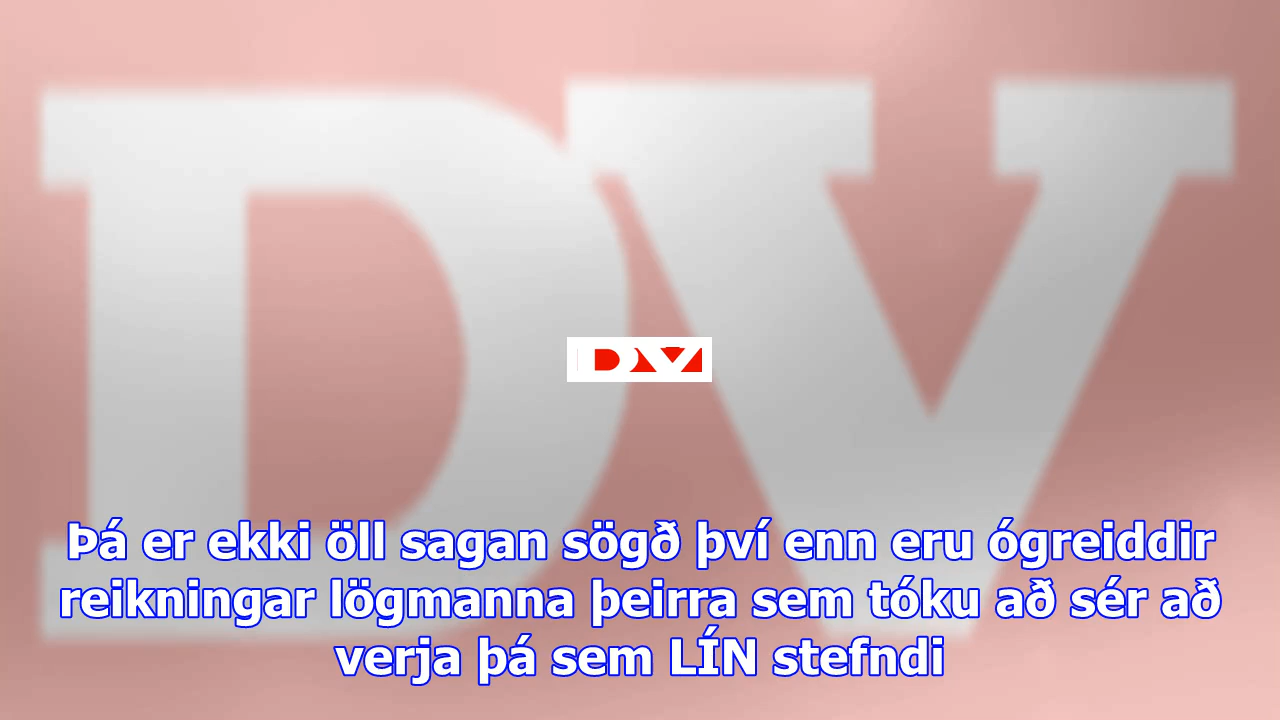 DV
DV
Þá er ekki öll sagan sögð því enn eru ógreiddir
reikningar lögmanna þeirra sem tóku að sér að
verja þá sem LÍN stefndi